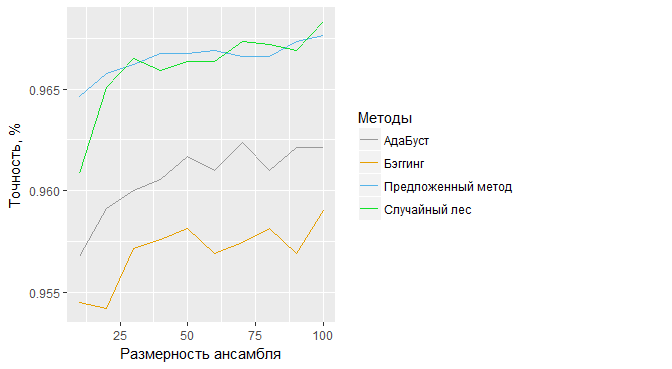 Точность, %
0.965
0.960
0.955
25 50 75 100
Размерность ансамбля
Методы
АдаБуст
Бэггинг
Предложенный метод
Случайный лес